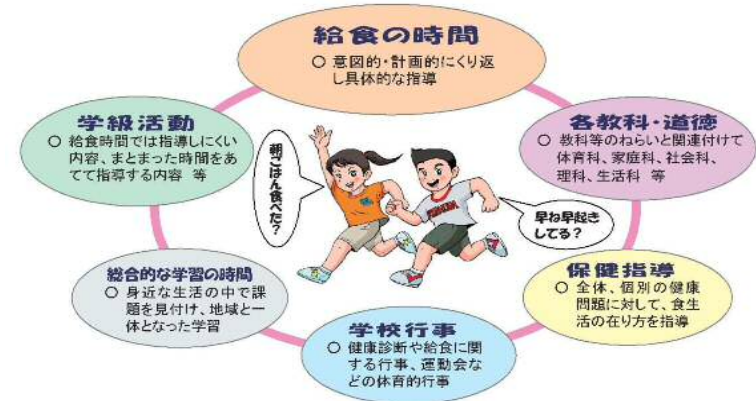 給食の時間
○ 意図的・計画的にくり返
し具体的な指導
学級活動
○ 給食時間では指導しにくい
内容、まとまった時間をあ
てて指導する内容 等
各教科・道徳
○ 教科等のねらいと関連付けて
体育科、家庭科、社会科、
理科、生活科 等
朝ごはん食べた？
早ね早起き
してる？
総合的な学習の時間
○ 身近な生活の中で課
題を見付け、地域と一
体となった学習
保健指導
○ 全体、個別の健康
問題に対して、食生
活の在り方を指導
学校行事
○ 健康診断や給食に関
する行事、運動会な
どの体育的行事